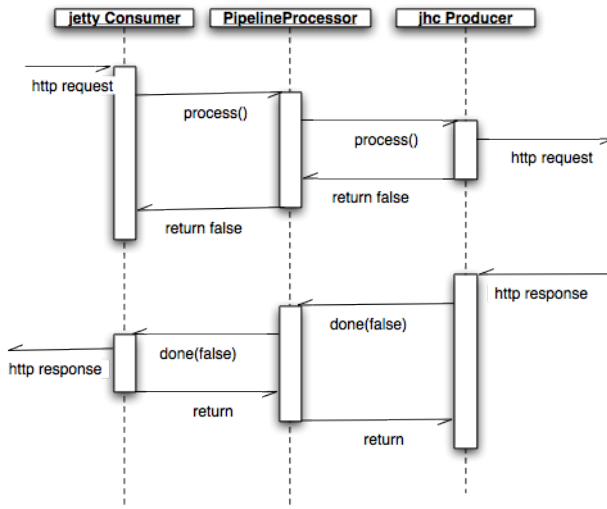 jetty Consumer
PipelineProcessor
jhc Producer
http request
process()
process()
http request
return false
return false
http response
done(false)
done(false)
http response
return
return